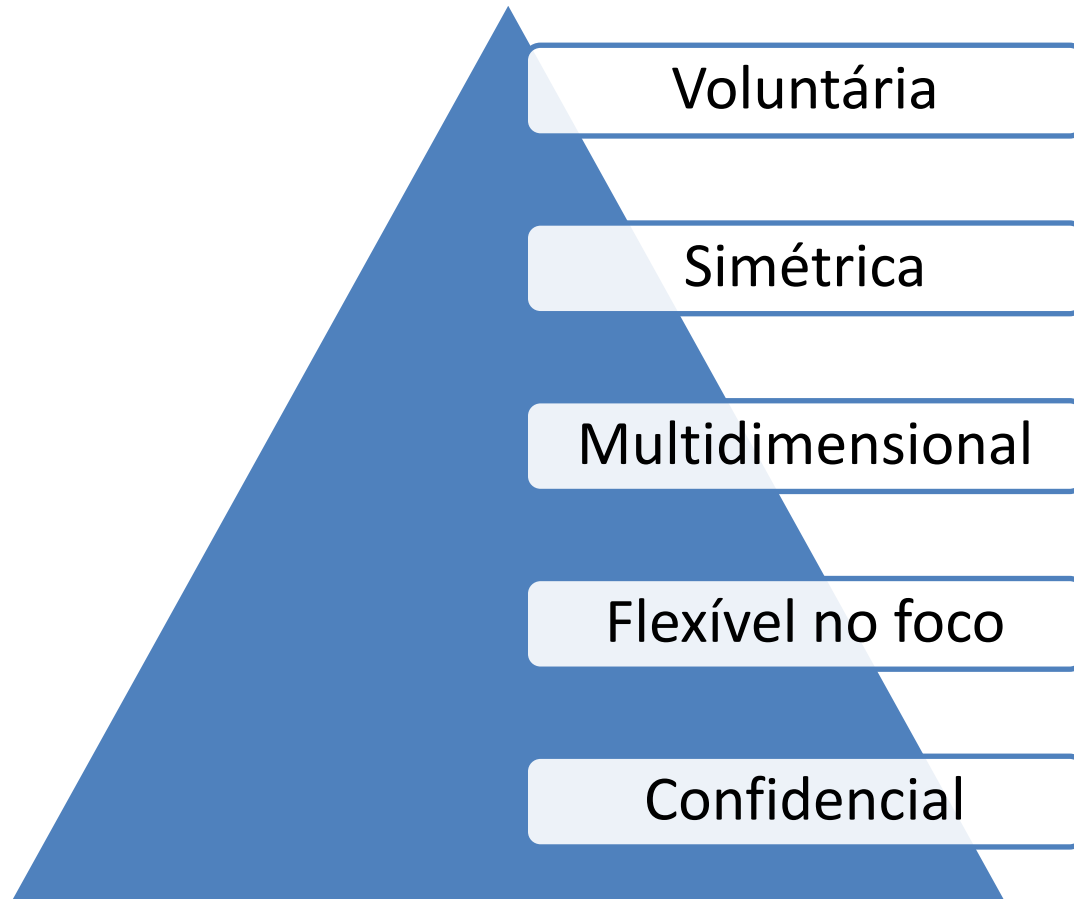 Voluntária
Simétrica
Multidimensional
Flexível no foco
Confidencial